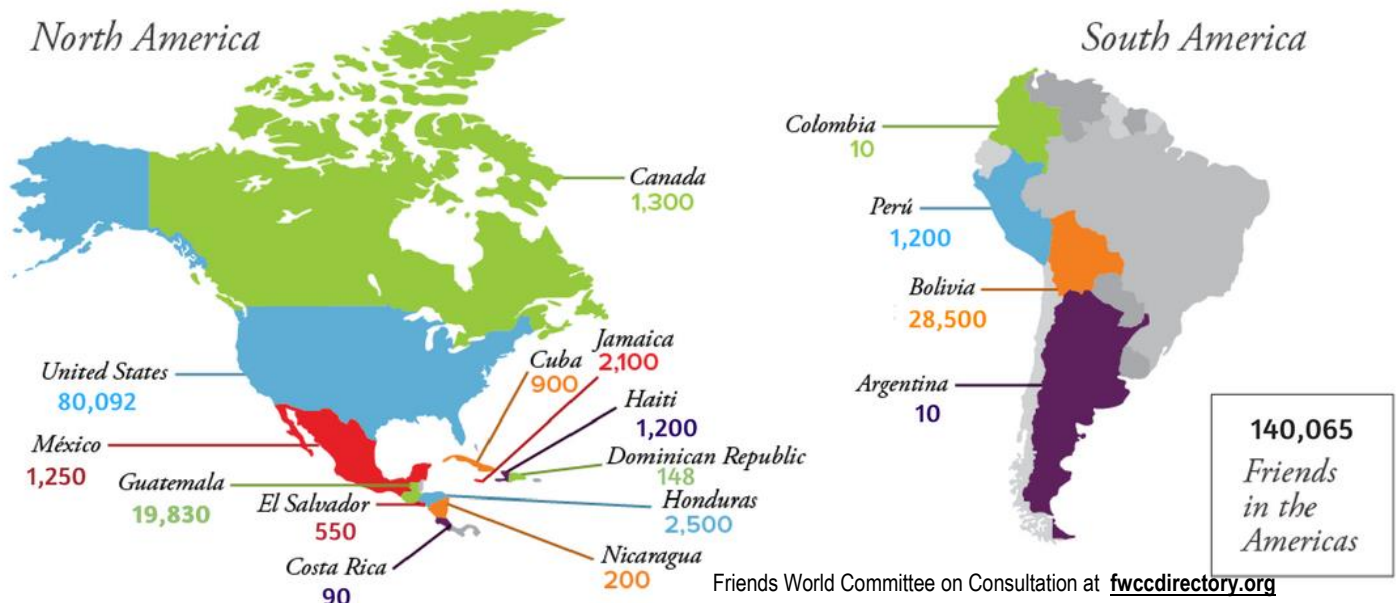 North America
Canada
1,300
United States
80,092
México
1,250
Guatemala
19,830
El Salvador
550
Costa Rica
90
Cuba
900
Jamaica
2,100
Haiti
1,200
Dominican Republic
148
Honduras
2,500
Nicaragua
200
South America
Colombia
10
Perú
1,200
Bolivia
28,500
Argentina
10
140,065
Friends
in the
Americas
Friends World Committee on Consultation at fwccdirectory.org